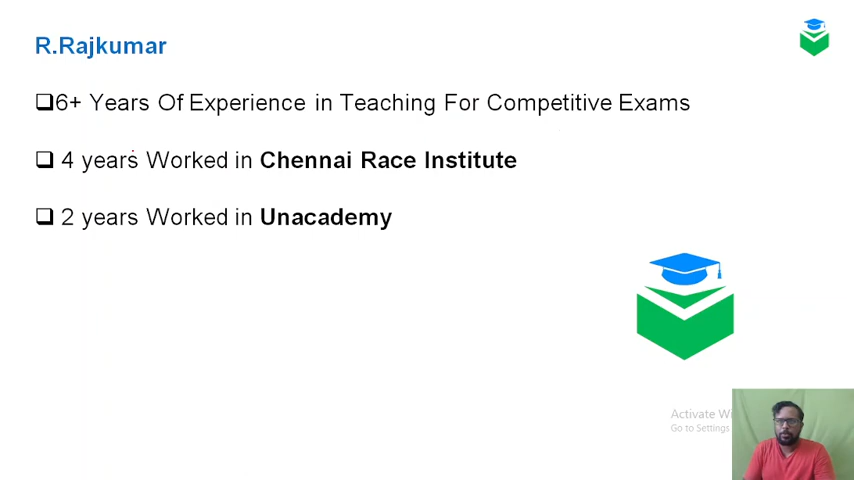 R.Rajkumar
6+ Years Of Experience in Teaching For Competitive Exams
4 years Worked in Chennai Race Institute
2 years Worked in Unacademy
Activate
Go to Settings